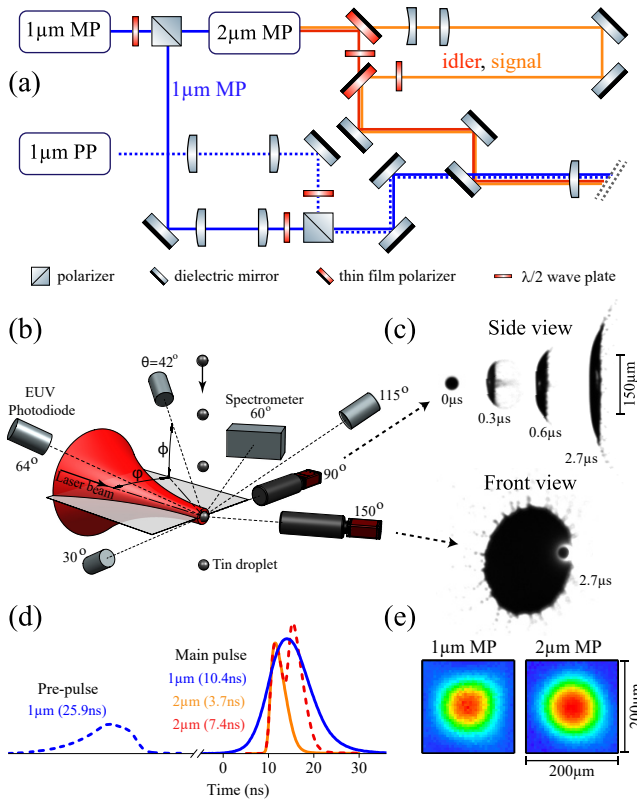 1µm MP
2µm MP
idler, signal
(a)
1µm MP
1µm PP
polarizer
dielectric mirror
thin film polarizer
λ/2 wave plate
(b)
(c)
θ=42°
EUV
Photodiode
64°
Spectrometer
60°
115°
ϕ
φ
Laser beam
90°
150°
30°
Tin droplet
Side view
0µs
0.3µs
0.6µs
2.7µs
150µm
Front view
2.7µs
(d)
Pre-pulse
1µm (25.9ns)
Main pulse
1µm (10.4ns)
2µm (3.7ns)
2µm (7.4ns)
0 10 20 30
Time (ns)
(e)
1µm MP 2µm MP
200µm
200µm